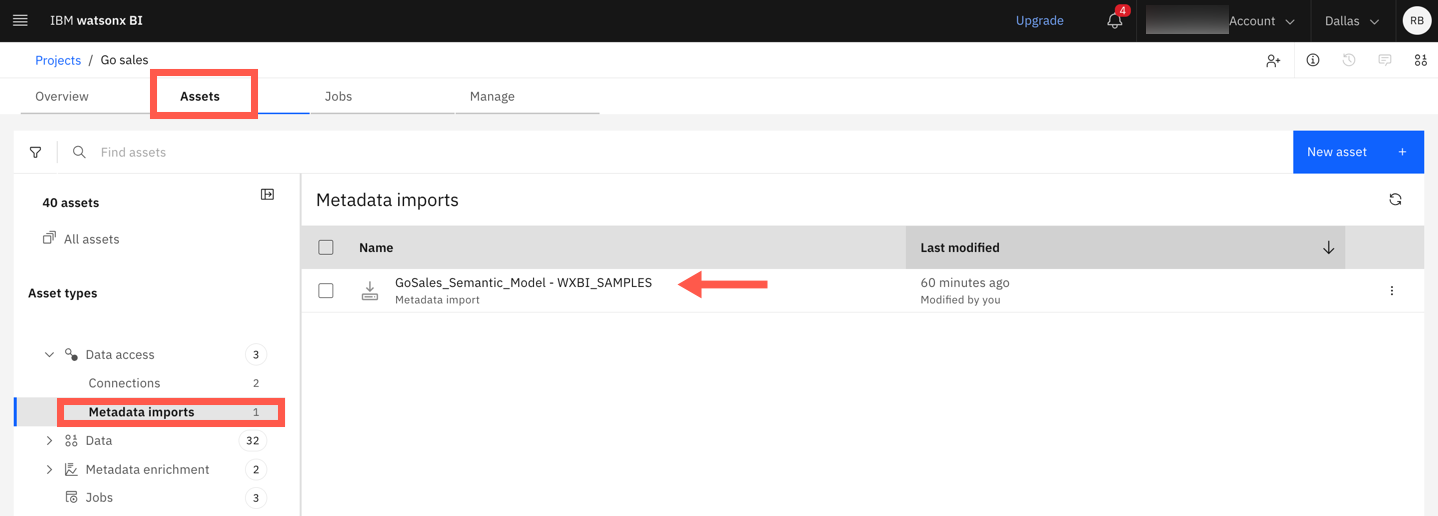 IBM watsonx BI
Upgrade
4
Account
Dallas
RB
Projects / Go sales
Overview
Assets
Jobs
Manage
Find assets
New asset +
40 assets
All assets
Asset types
Data access 3
Connections 2
Metadata imports 1
Data 32
Metadata enrichment 2
Jobs 3
Metadata imports
Name
Last modified
GoSales_Semantic_Model - WXBI_SAMPLES
Metadata import
60 minutes ago
Modified by you